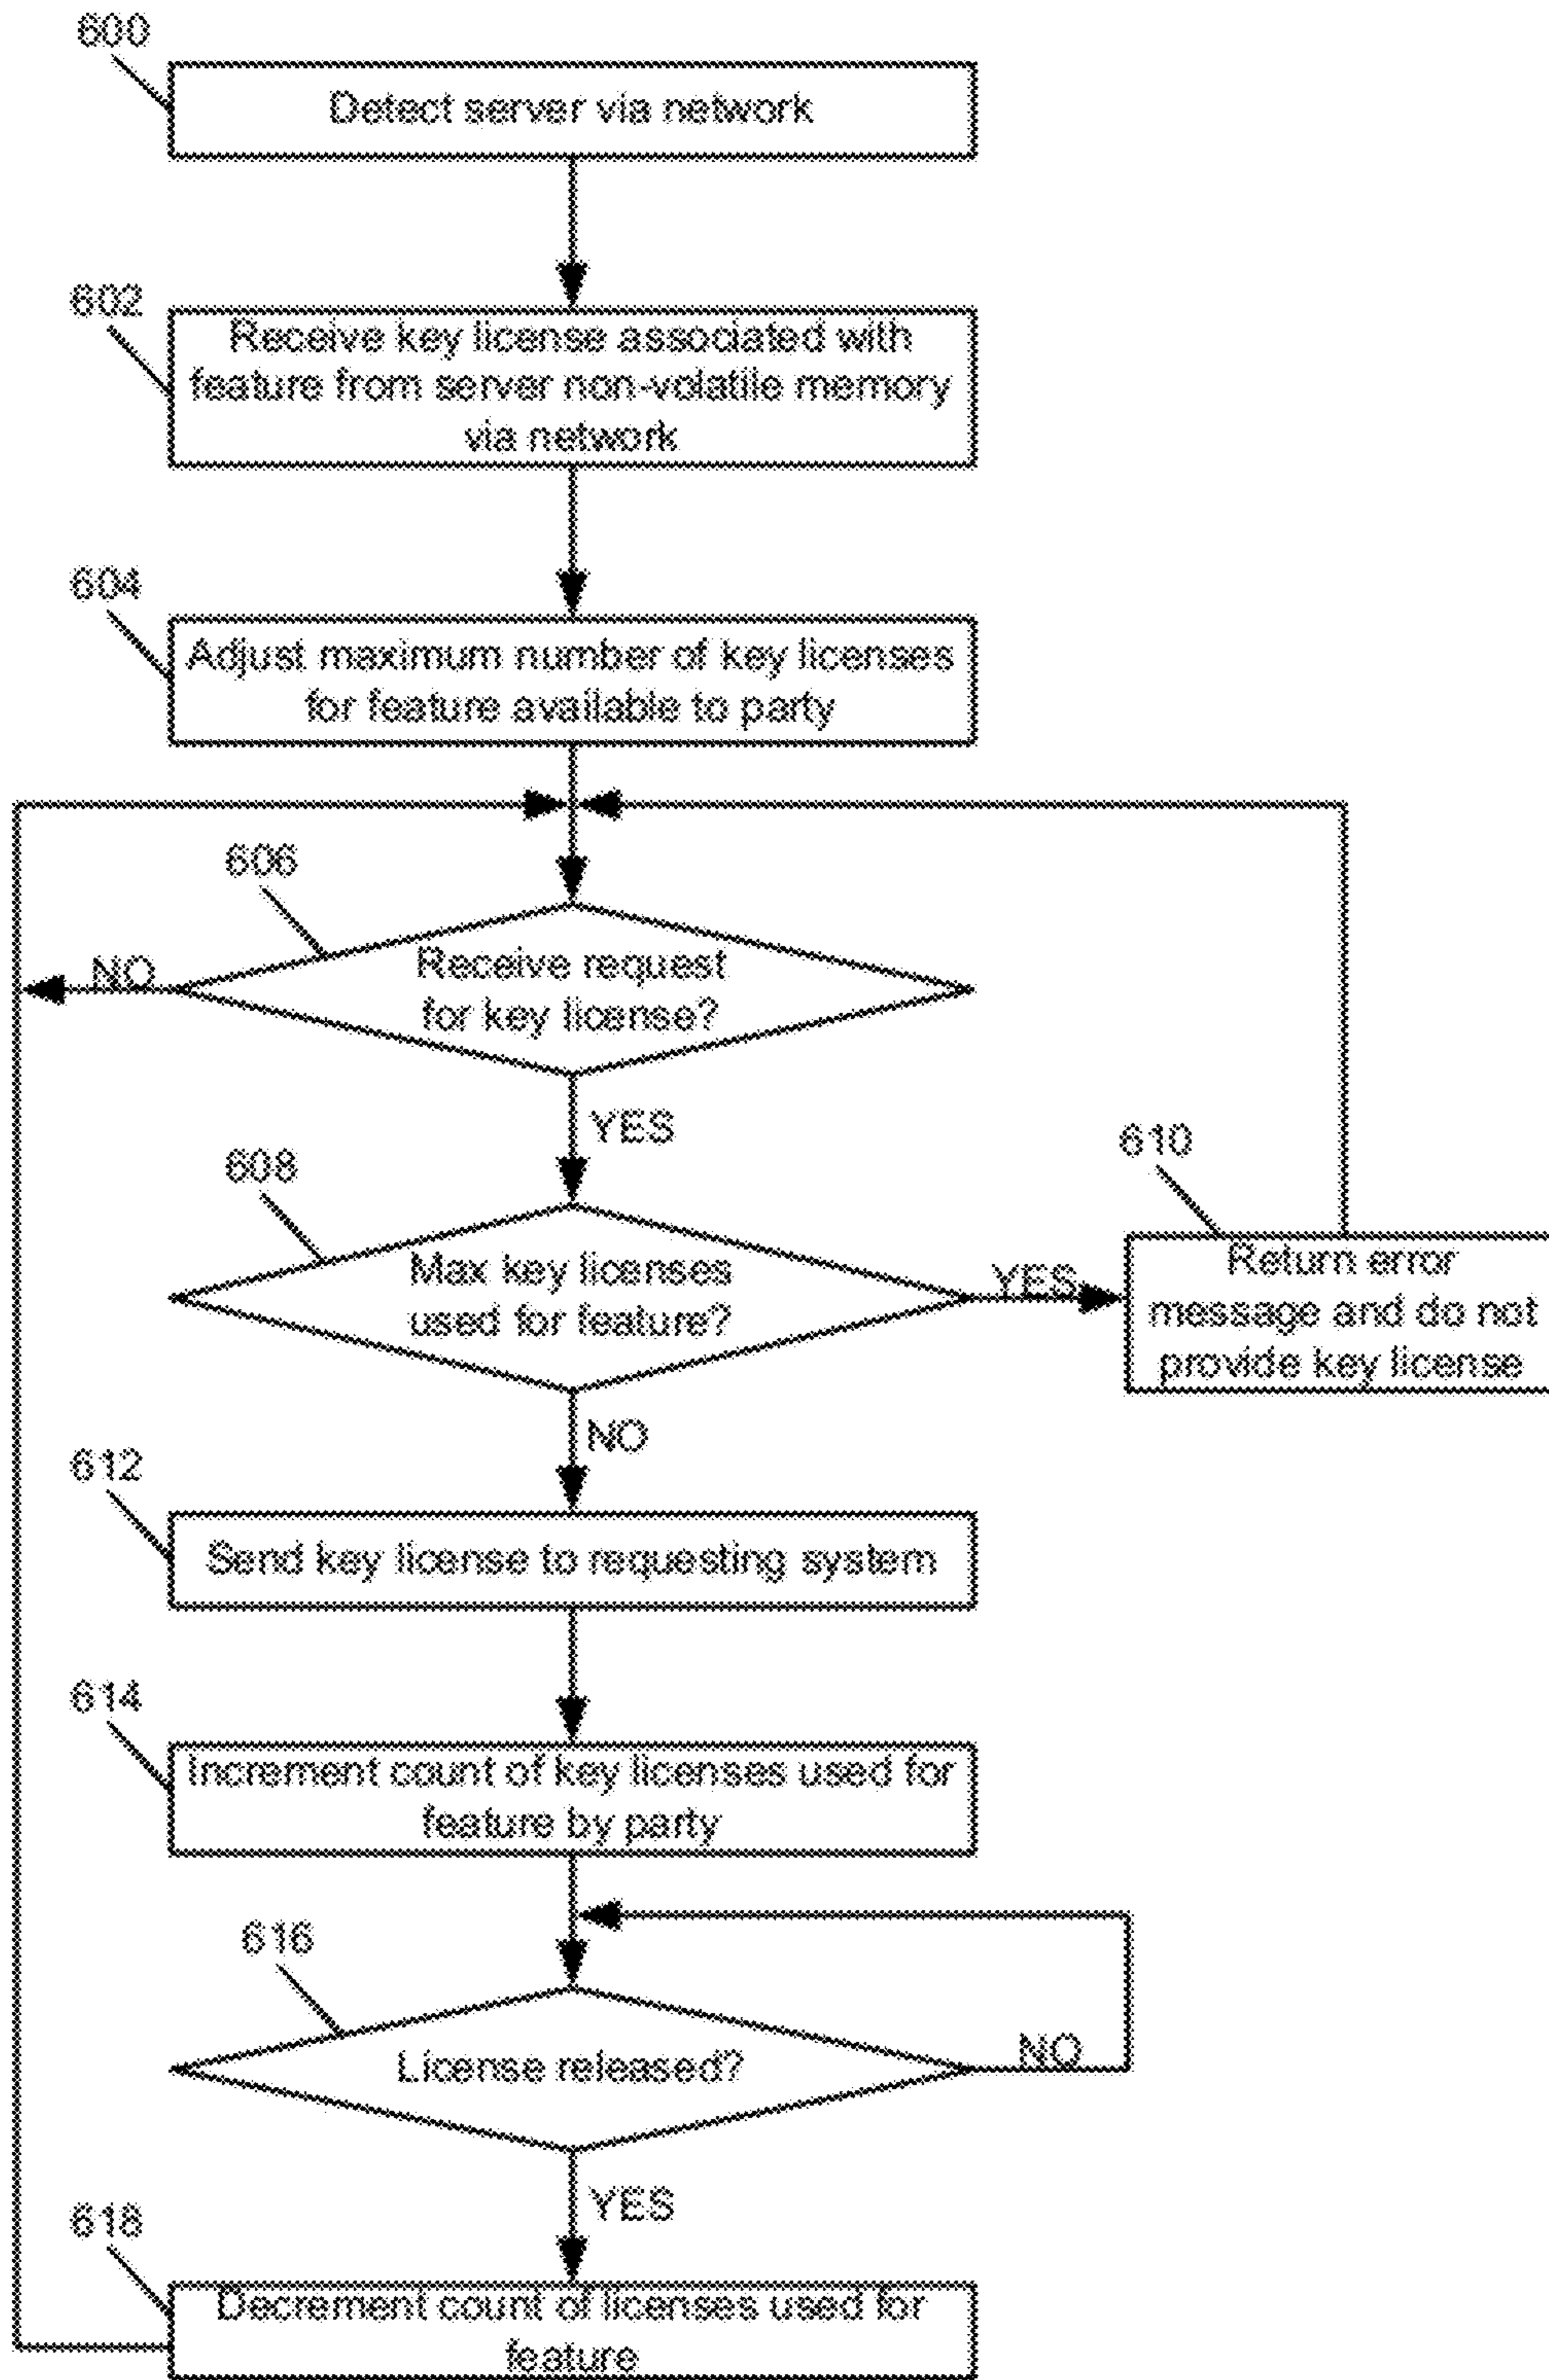 600
Detect server via network
602
Receive key license associated with
feature from server non-volatile memory
via network
604
Adjust maximum number of key licenses
for feature available to party
606
NO
Receive request
for key license?
YES
608
610
Max key licenses
used for feature?
YES
Return error
message and do not
provide key license
NO
612
Send key license to requesting system
614
Increment count of key licenses used for
feature by party
616
License released?
NO
YES
618
Decrement count of licenses used for
feature